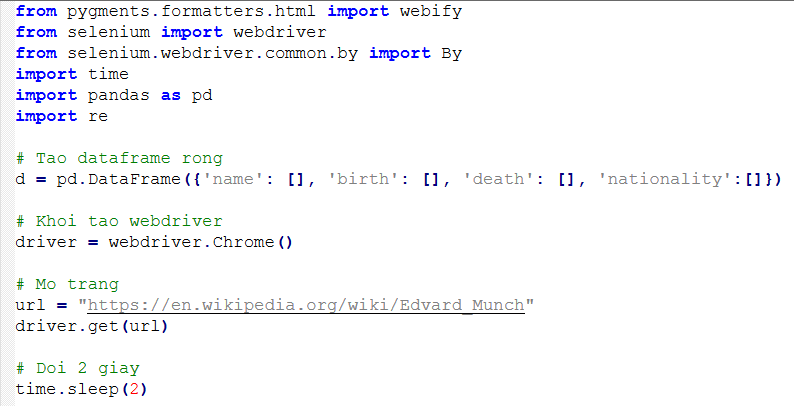 from pygments.formatters.html import webify
from selenium import webdriver
from selenium.webdriver.common.by import By
import time
import pandas as pd
import re
# Tao dataframe rong
d = pd.DataFrame({'name': [], 'birth': [], 'death': [], 'nationality':[]})
# Khoi tao webdriver
driver = webdriver.Chrome()
# Mo trang
url = "https://en.wikipedia.org/wiki/Edvard_Munch"
driver.get(url)
# Doi 2 giay
time.sleep(2)